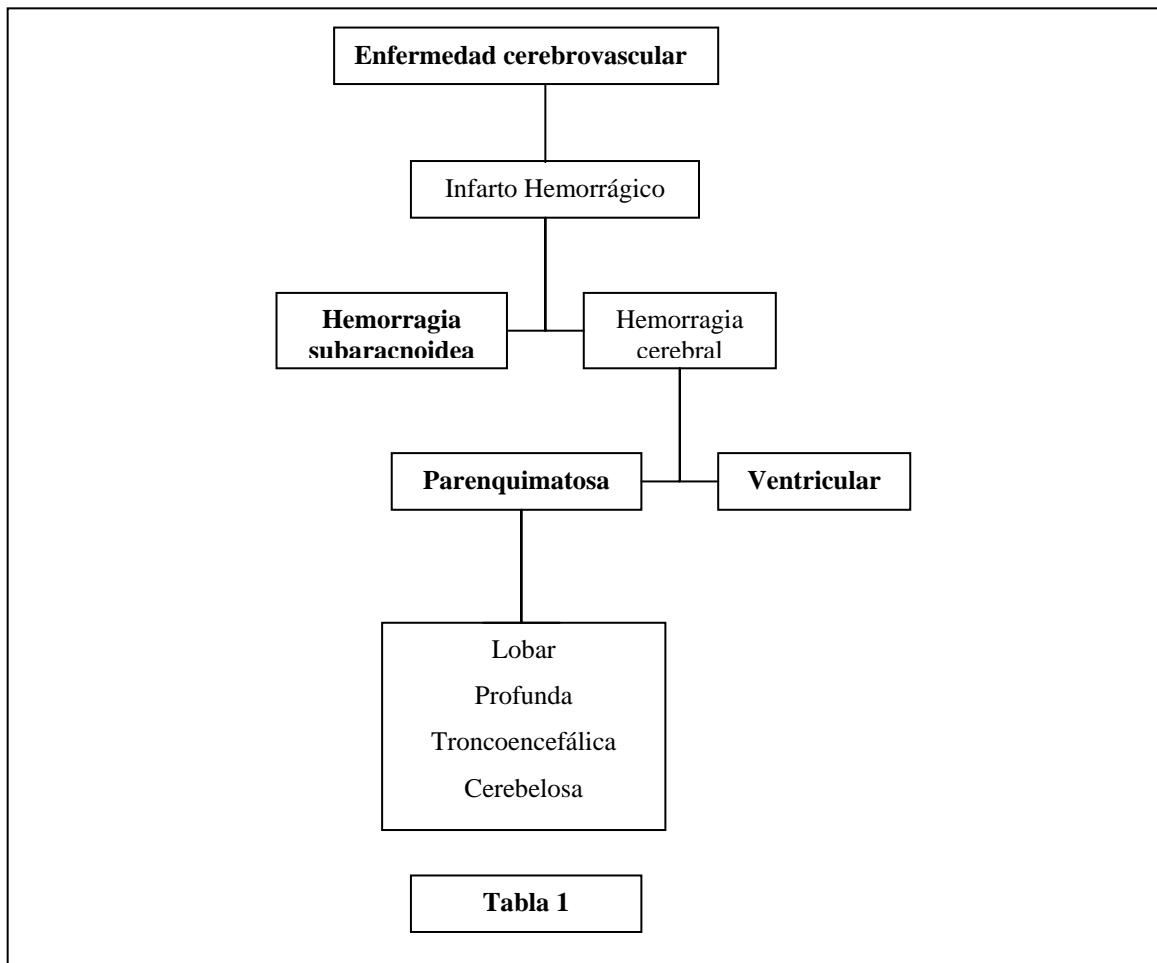 Enfermedad cerebrovascular
Infarto Hemorrágico
Hemorragia
subaracnoidea
Hemorragia
cerebral
Parenquimatosa
Ventricular
Lobar
Profunda
Troncoencefálica
Cerebelosa
Tabla 1